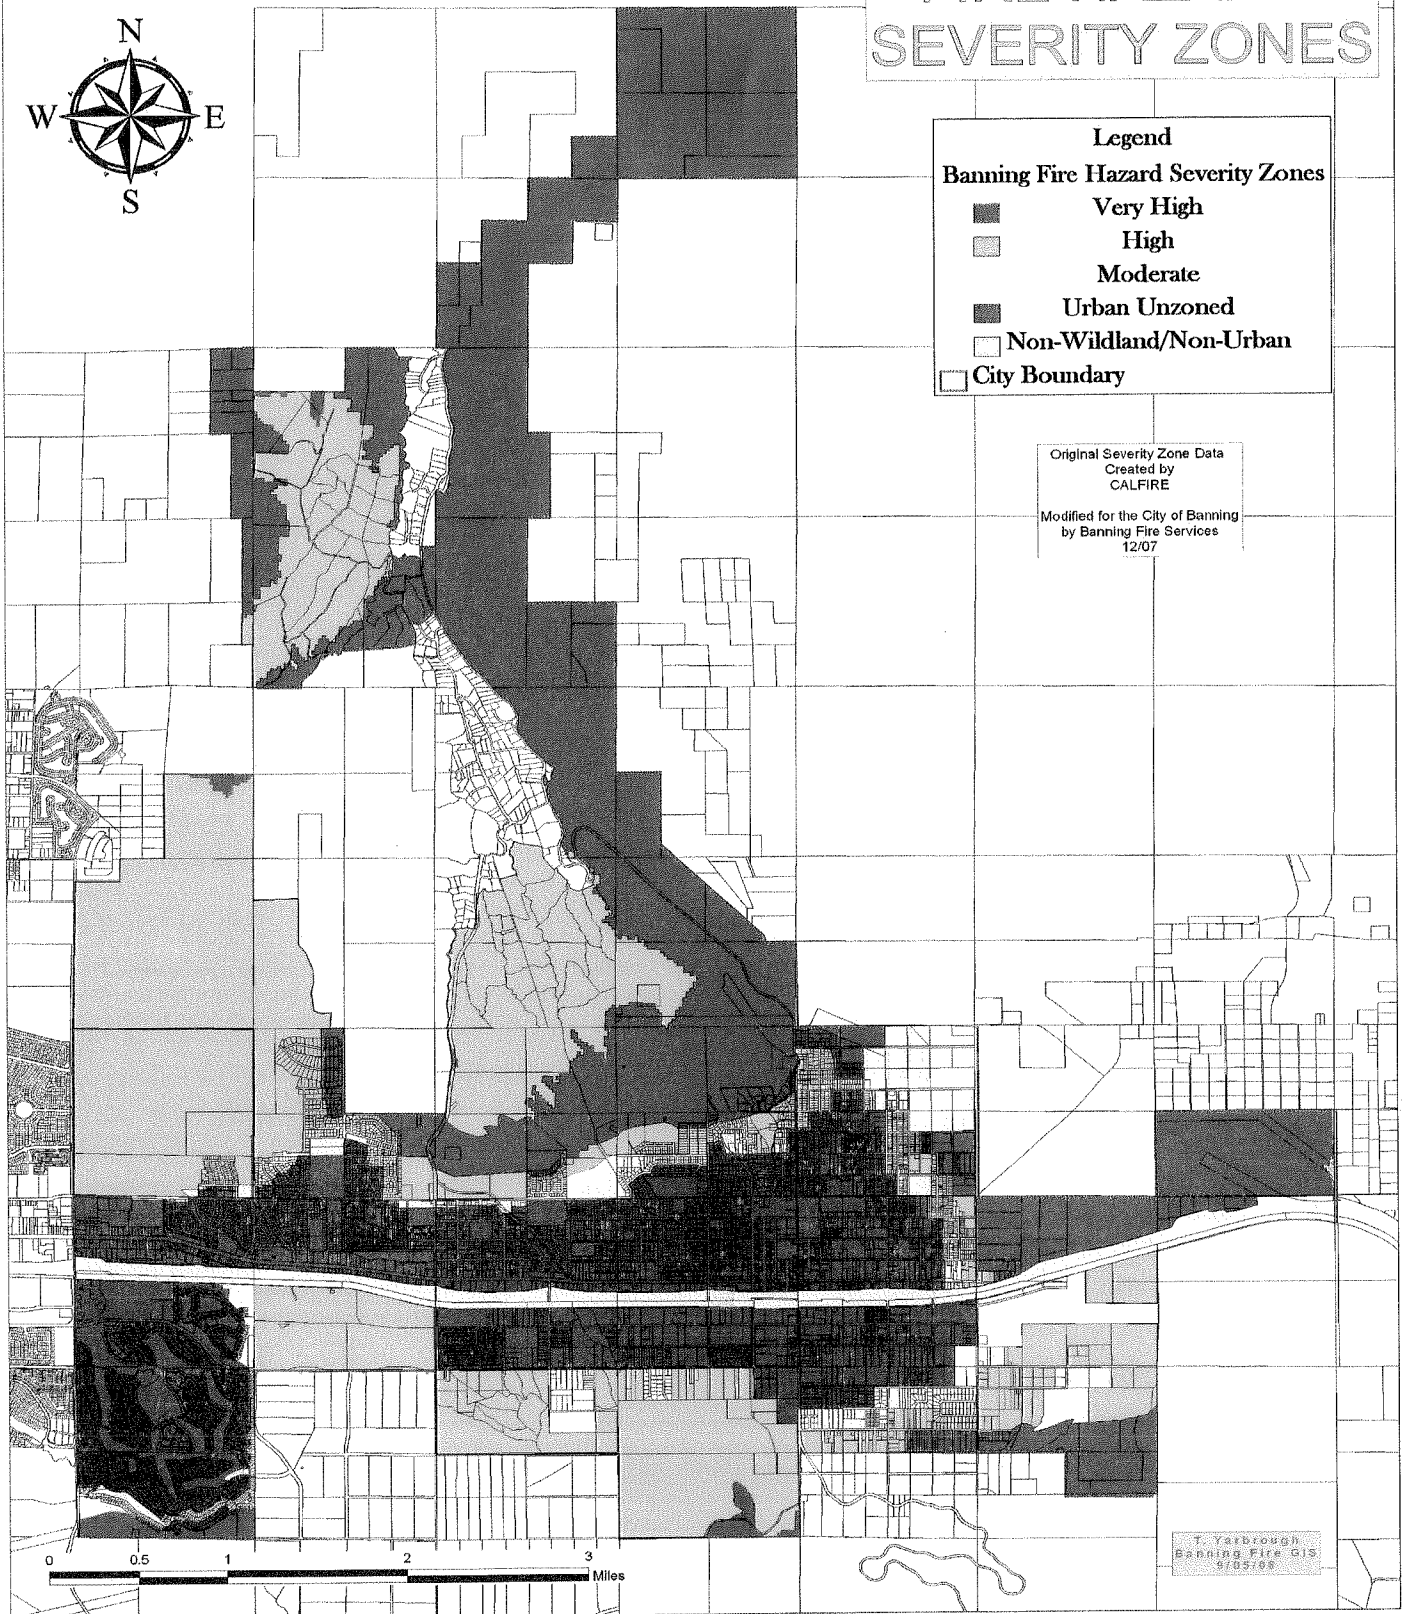 SEVERITY ZONES
N
W
E
S
Legend
Banning Fire Hazard Severity Zones
Very High
High
Moderate
Urban Unzoned
Non-Wildland/Non-Urban
City Boundary
Original Severity Zone Data
Created by
CALFIRE
Modified for the City of Banning
by Banning Fire Services
12/07
T. Yarbrough
Banning Fire GIS
0 0.5 1 2 3
Miles